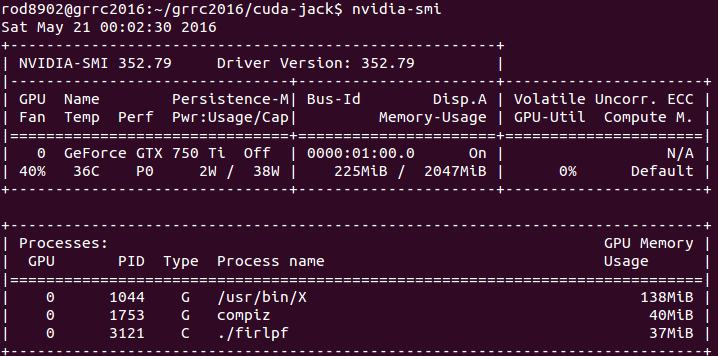 rod8902@grrc2016:~/grrc2016/cuda-jack$ nvidia-smi
Sat May 21 00:02:30 2016
+------------------------------------------------------+
| NVIDIA-SMI 352.79     Driver Version: 352.79         |
|-------------------------------+----------------------+----------------------+
| GPU  Name        Persistence-M| Bus-Id        Disp.A | Volatile Uncorr. ECC |
| Fan  Temp  Perf  Pwr:Usage/Cap|         Memory-Usage | GPU-Util  Compute M. |
|===============================+======================+======================|
|   0  GeForce GTX 750 Ti  Off  | 0000:01:00.0      On |                  N/A |
| 40%   36C    P0     2W /  38W |    225MiB /  2047MiB |      0%      Default |
+-------------------------------+----------------------+----------------------+

+-----------------------------------------------------------------------------+
| Processes:                                                       GPU Memory |
|  GPU       PID  Type  Process name                               Usage      |
|=============================================================================|
|    0      1044    G   /usr/bin/X                                     138MiB |
|    0      1753    G   compiz                                          40MiB |
|    0      3121    C   ./firlpf                                        37MiB |
+-----------------------------------------------------------------------------+